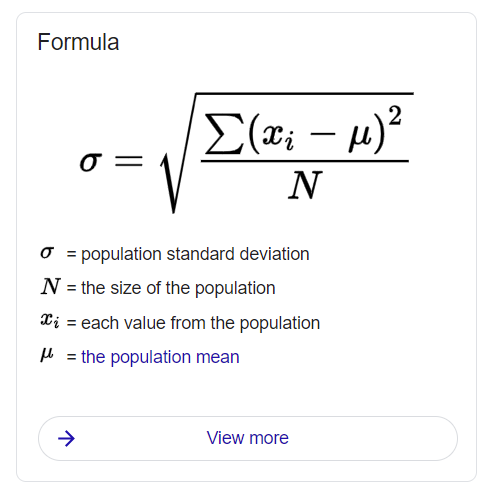 Formula
σ = √(∑(xᵢ − μ)² / N)
σ = population standard deviation
N = the size of the population
xᵢ = each value from the population
μ = the population mean
View more